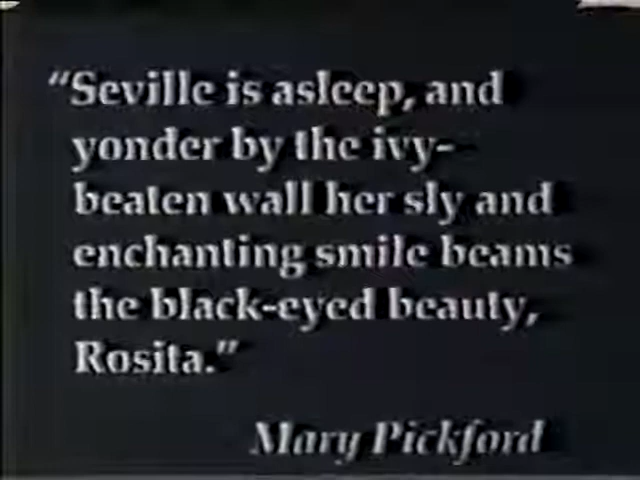 “Seville is asleep, and
yonder by the ivy-
beaten wall her sly and
enchanting smile beams
the black-eyed beauty,
Rosita.”
Mary Pickford